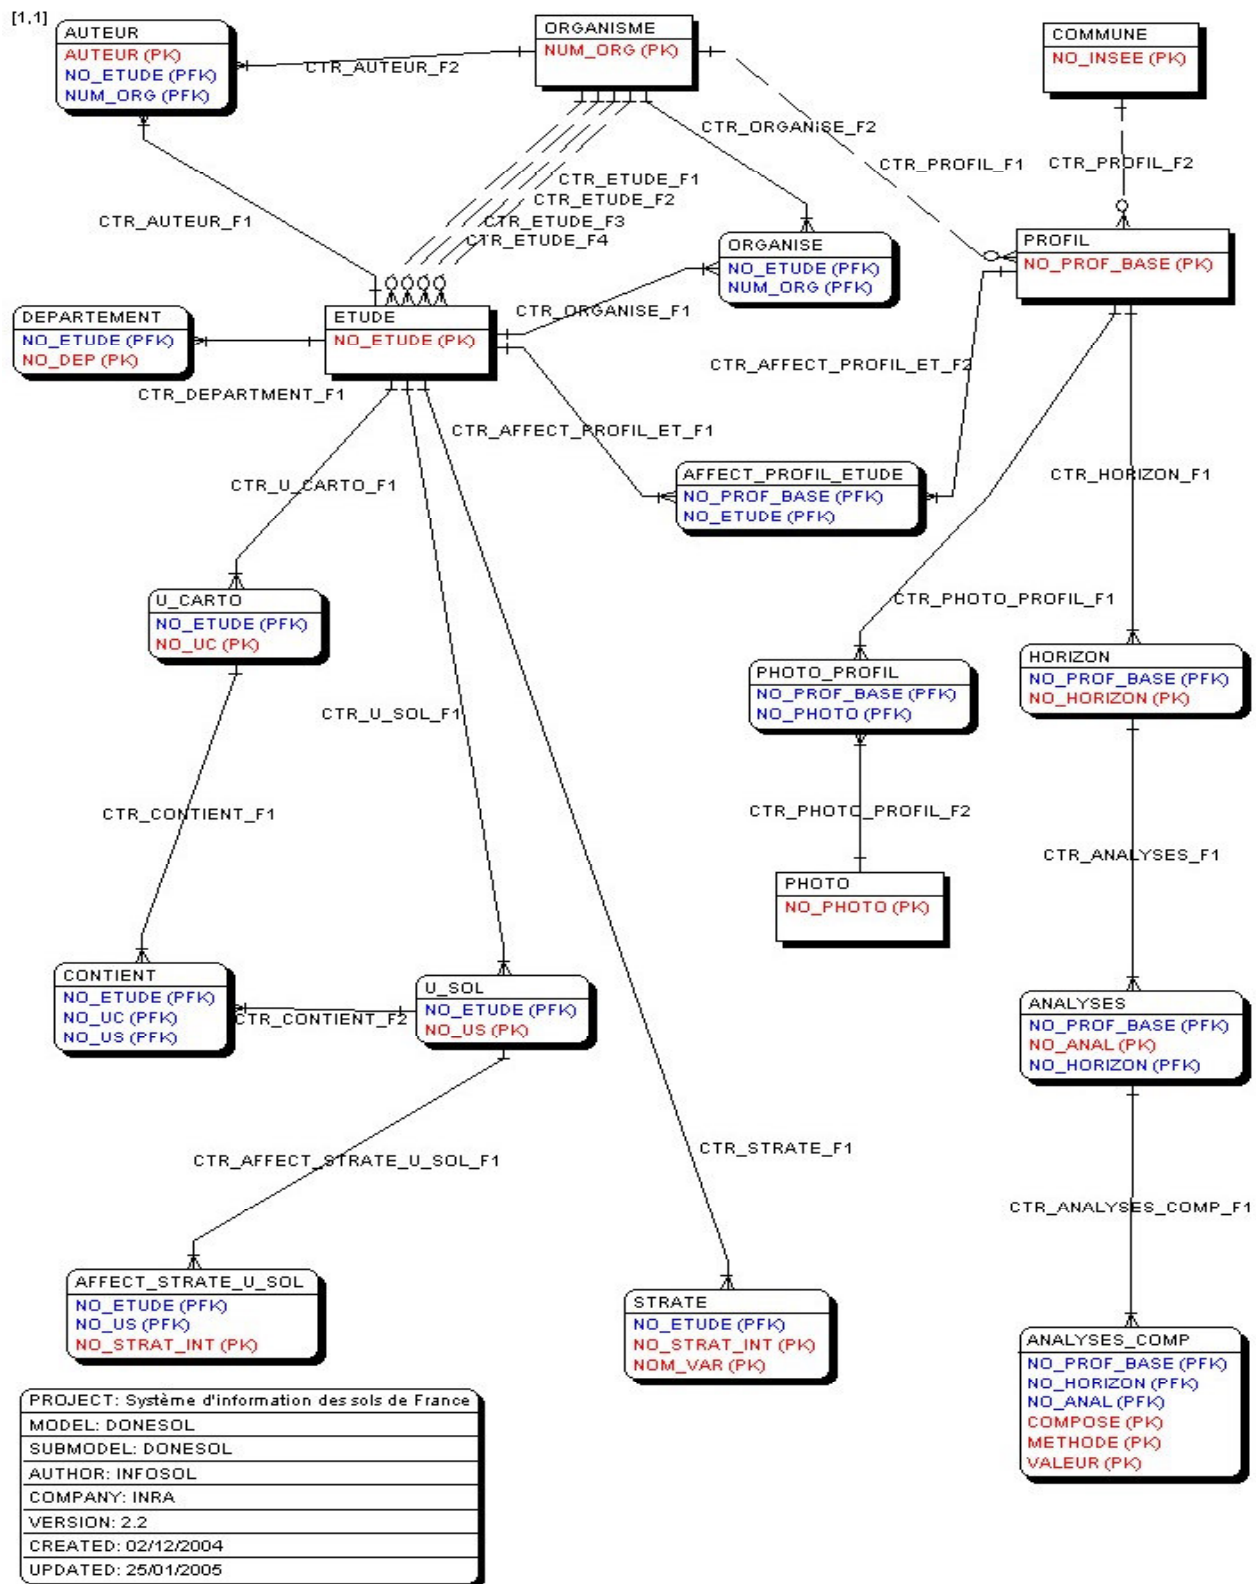 [1,1]
AUTEUR
AUTEUR (PK)
NO_ETUDE (PFK)
NUM_ORG (PFK)
CTR_AUTEUR_F2
ORGANISME
NUM_ORG (PK)
COMMUNE
NO_INSEE (PK)
CTR_ORGANISE_F2
CTR_PROFIL_F1
CTR_PROFIL_F2
CTR_ETUDE_F1
CTR_ETUDE_F2
CTR_ETUDE_F3
CTR_ETUDE_F4
CTR_AUTEUR_F1
ORGANISE
NO_ETUDE (PFK)
NUM_ORG (PFK)
PROFIL
NO_PROF_BASE (PK)
DEPARTEMENT
NO_ETUDE (PFK)
NO_DEP (PK)
ETUDE
NO_ETUDE (PK)
CTR_ORGANISE_F1
CTR_AFFECT_PROFIL_ET_F2
CTR_DEPARTMENT_F1
CTR_AFFECT_PROFIL_ET_F1
CTR_U_CARTO_F1
AFFECT_PROFIL_ETUDE
NO_PROF_BASE (PFK)
NO_ETUDE (PFK)
CTR_HORIZON_F1
U_CARTO
NO_ETUDE (PFK)
NO_UC (PK)
CTR_PHOTO_PROFIL_F1
PHOTO_PROFIL
NO_PROF_BASE (PFK)
NO_PHOTO (PFK)
HORIZON
NO_PROF_BASE (PFK)
NO_HORIZON (PK)
CTR_U_SOL_F1
CTR_CONTIENT_F1
CTR_PHOTO_PROFIL_F2
CTR_ANALYSES_F1
PHOTO
NO_PHOTO (PK)
CONTIENT
NO_ETUDE (PFK)
NO_UC (PFK)
NO_US (PFK)
CTR_CONTIENT_F2
U_SOL
NO_ETUDE (PFK)
NO_US (PK)
ANALYSES
NO_PROF_BASE (PFK)
NO_ANAL (PK)
NO_HORIZON (PFK)
CTR_AFFECT_STRATE_U_SOL_F1
CTR_STRATE_F1
CTR_ANALYSES_COMP_F1
AFFECT_STRATE_U_SOL
NO_ETUDE (PFK)
NO_US (PFK)
NO_STRAT_INT (PK)
STRATE
NO_ETUDE (PFK)
NO_STRAT_INT (PK)
NOM_VAR (PK)
ANALYSES_COMP
NO_PROF_BASE (PFK)
NO_HORIZON (PFK)
NO_ANAL (PFK)
COMPOSE (PK)
METHODE (PK)
VALEUR (PK)
PROJECT: Système d'information des sols de France
MODEL: DONESOL
SUBMODEL: DONESOL
AUTHOR: INFOSOL
COMPANY: INRA
VERSION: 2.2
CREATED: 02/12/2004
UPDATED: 25/01/2005